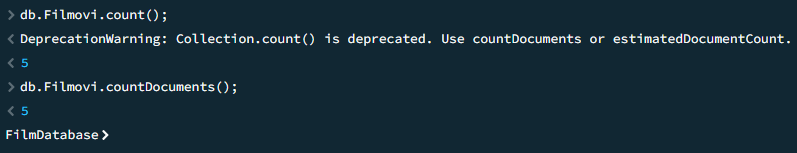 > db.Filmovi.count();
< DeprecationWarning: Collection.count() is deprecated. Use countDocuments or estimatedDocumentCount.
< 5
> db.Filmovi.countDocuments();
< 5
FilmDatabase>